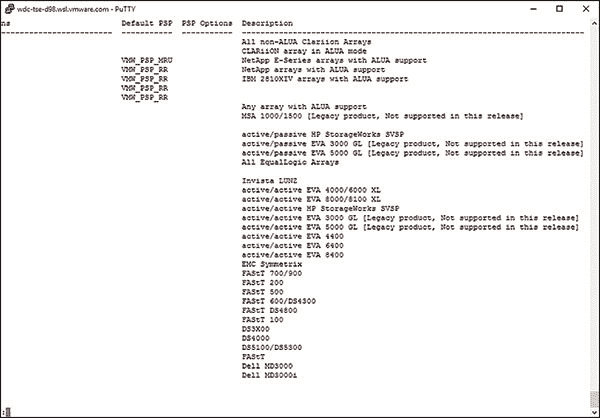 wdc-tse-d98.wsl.vmware.com - PuTTY
ns Default PSP PSP Options Description
------------------------- ----------- ----------- -----------------------------------------------------------------------
All non-ALUA Clariion Arrays
CLARiiON array in ALUA mode
VMW_PSP_MRU NetApp E-Series arrays with ALUA support
VMW_PSP_RR NetApp arrays with ALUA support
VMW_PSP_RR IBM 2810XIV arrays with ALUA support
VMW_PSP_RR
VMW_PSP_RR
Any array with ALUA support
MSA 1000/1500 [Legacy product, Not supported in this release]
active/passive HP StorageWorks SVSP
active/passive EVA 3000 GL [Legacy product, Not supported in this release]
active/passive EVA 5000 GL [Legacy product, Not supported in this release]
All EqualLogic Arrays
Invista LUNZ
active/active EVA 4000/6000 XL
active/active EVA 8000/8100 XL
active/active HP StorageWorks SVSP
active/active EVA 3000 GL [Legacy product, Not supported in this release]
active/active EVA 5000 GL [Legacy product, Not supported in this release]
active/active EVA 4400
active/active EVA 6400
active/active EVA 8400
EMC Symmetrix
FAStT 700/900
FAStT 200
FAStT 500
FAStT 600/DS4300
FAStT DS4800
FAStT 100
DS3X00
DS4000
DS5100/DS5300
FAStT
Dell MD3000
Dell MD3000i
: